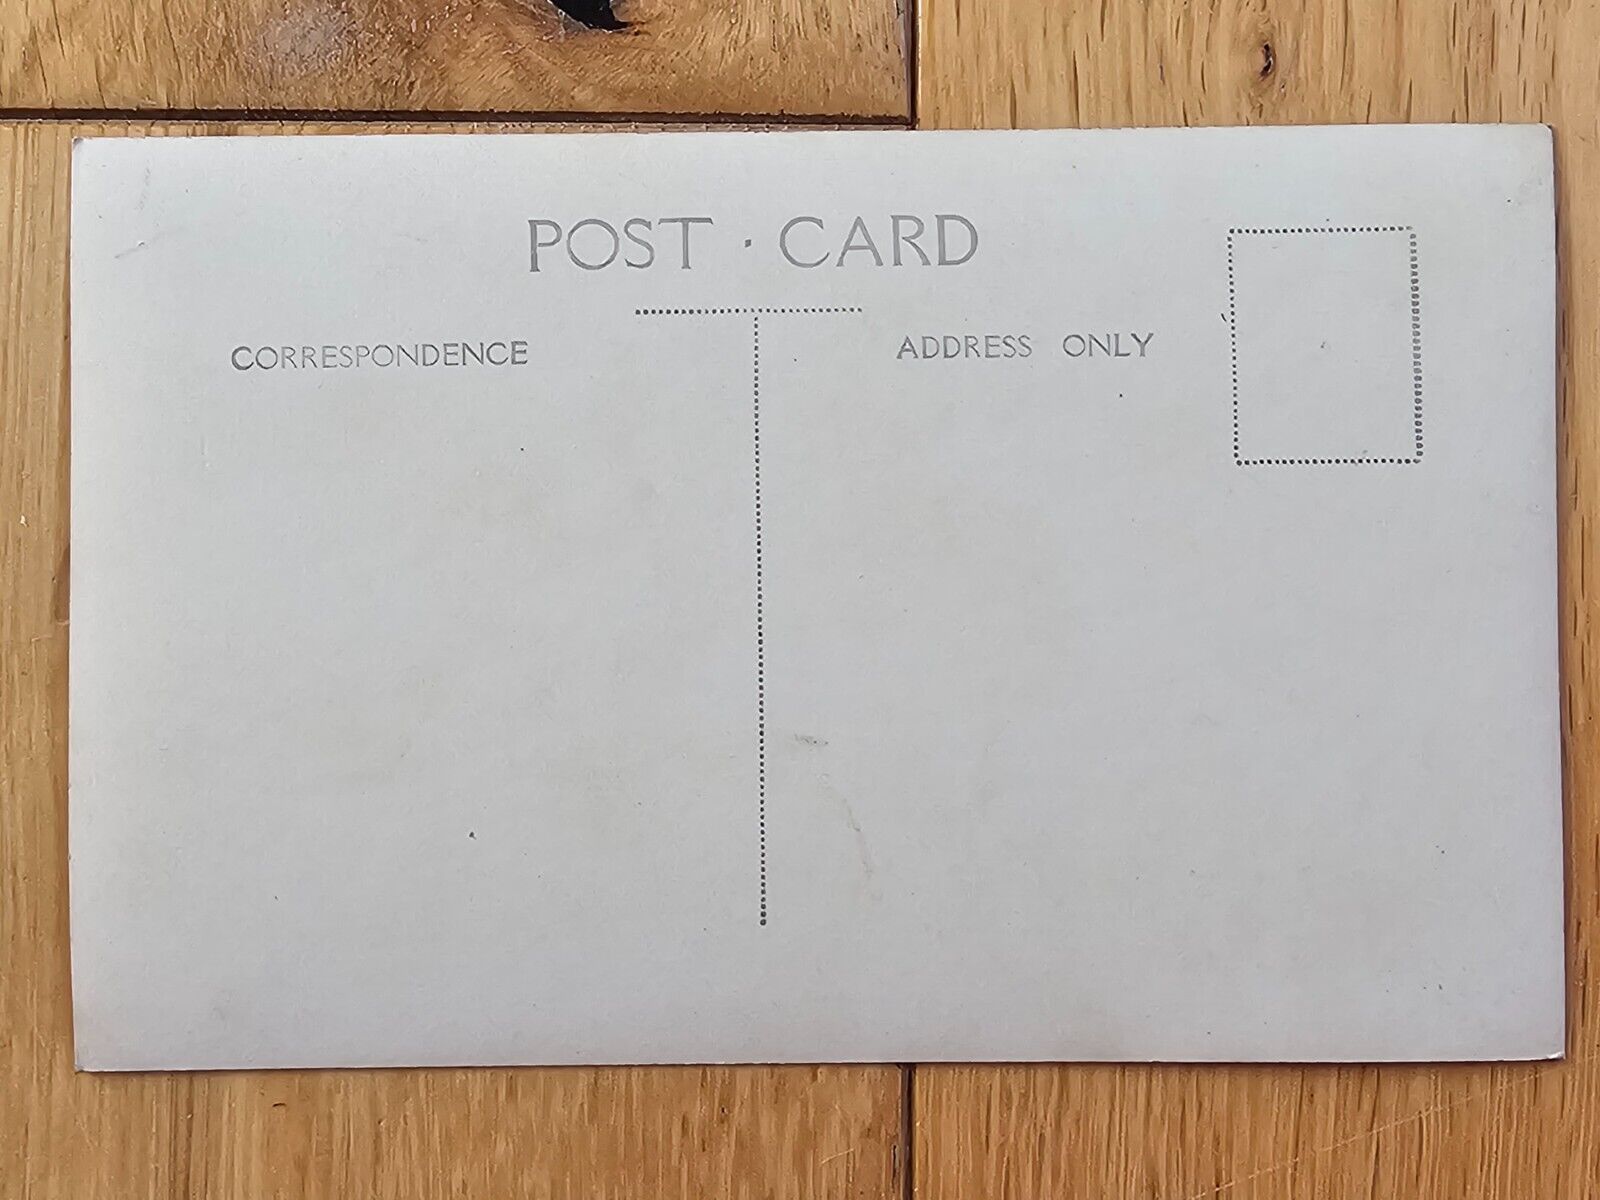 POST · CARD
CORRESPONDENCE
ADDRESS ONLY